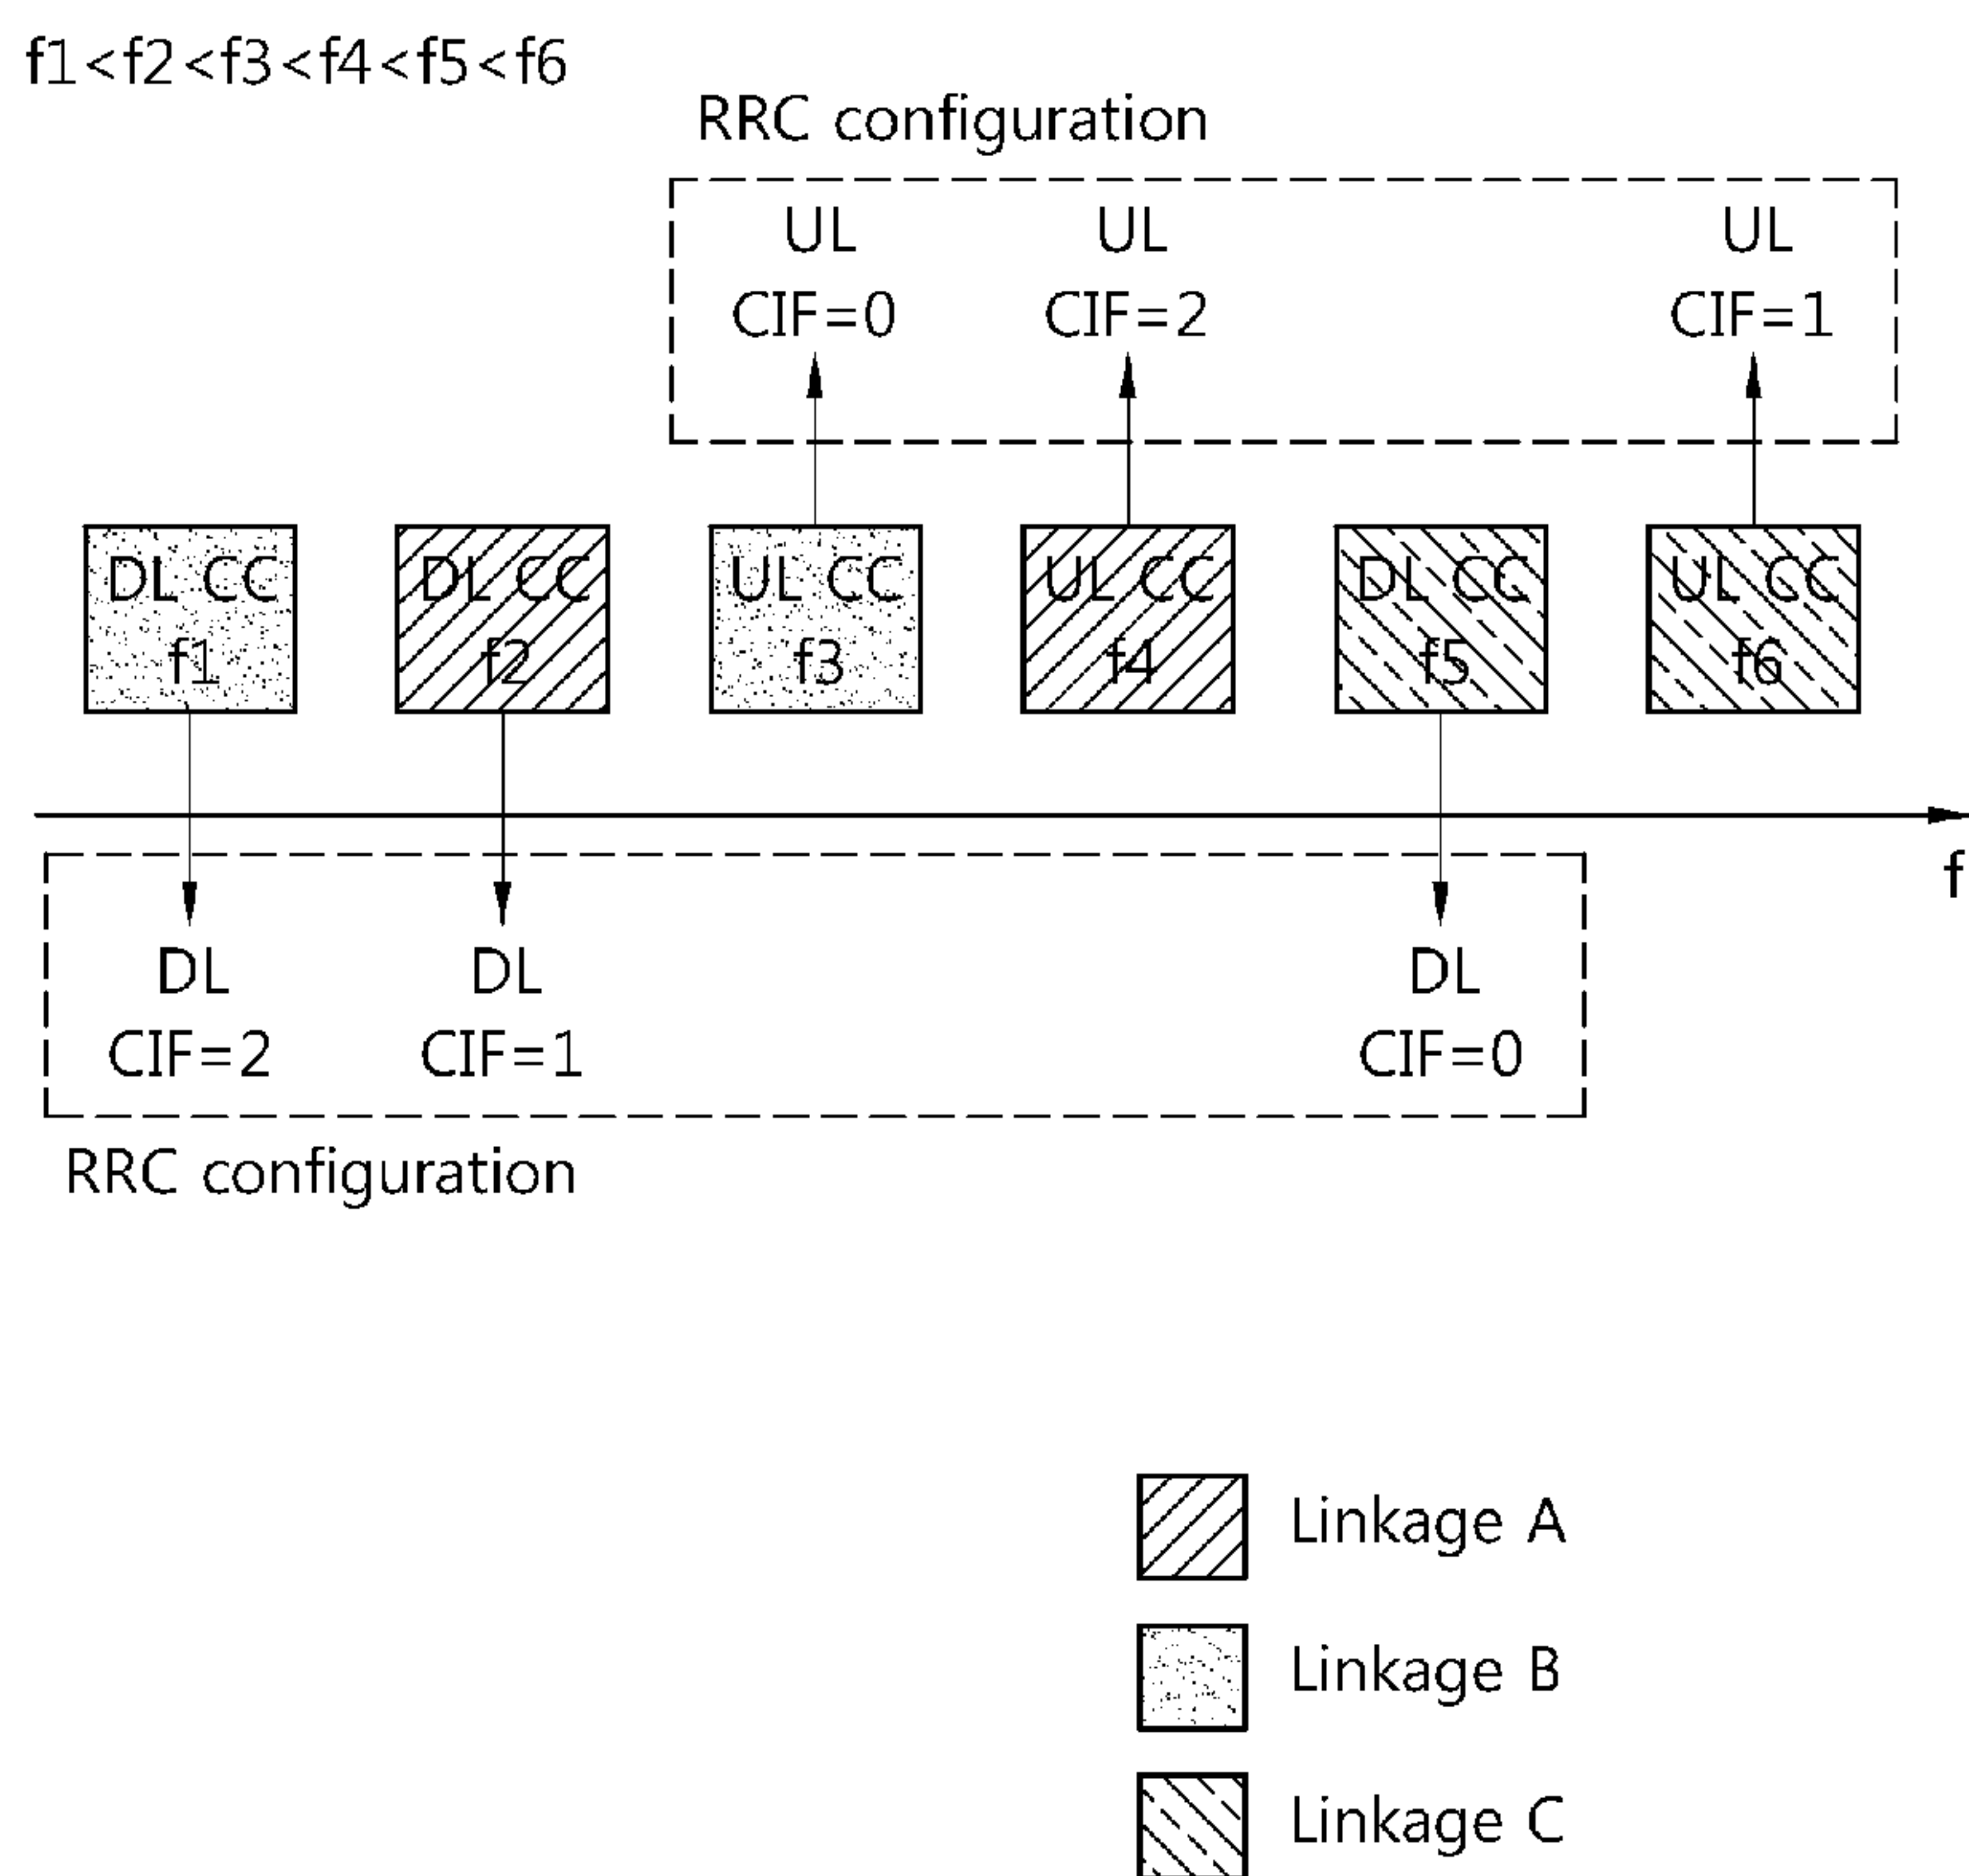 f1<f2<f3<f4<f5<f6
RRC configuration
UL UL UL
CIF=0 CIF=2 CIF=1
DL CC DL CC UL CC UL CC DL CC UL CC
f1 f2 f3 f4 f5 f6
f
DL DL DL
CIF=2 CIF=1 CIF=0
RRC configuration
Linkage A
Linkage B
Linkage C